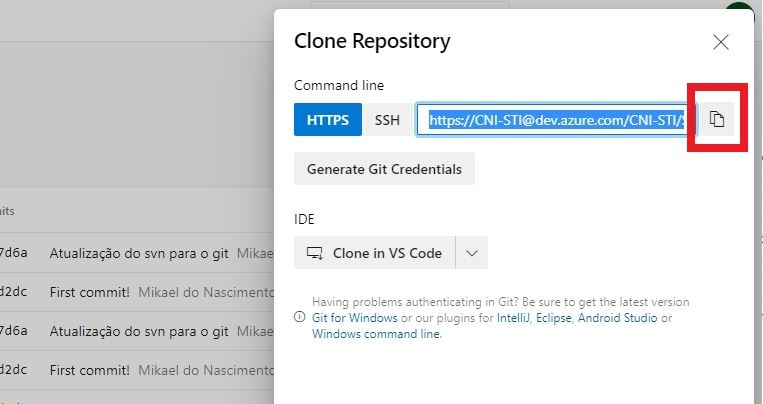 Clone Repository
Command line
HTTPS SSH https://CNI-STI@dev.azure.com/CNI-STI/
Generate Git Credentials
IDE
Clone in VS Code
Having problems authenticating in Git? Be sure to get the latest version
Git for Windows or our plugins for IntelliJ, Eclipse, Android Studio or
Windows command line.
7d6a Atualização do svn para o git Mikae
d2dc First commit! Mikael do Nascimento
7d6a Atualização do svn para o git Mikae
d2dc First commit! Mikael do Nascimento